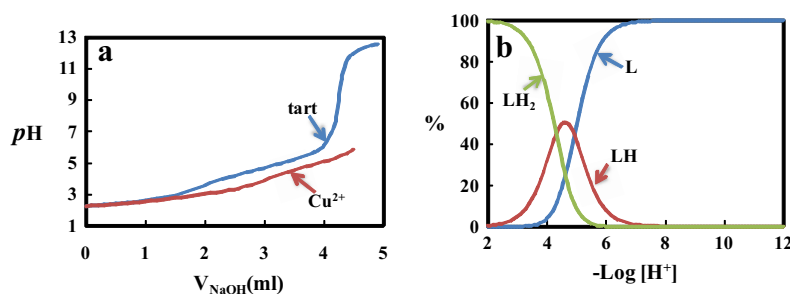 a
13
11
9
7
5
3
1
pH
tart
Cu²⁺
0 1 2 3 4 5
V_NaOH(ml)
b
100
80
60
40
20
0
%
L
LH₂
LH
2 4 6 8 10 12
-Log [H⁺]